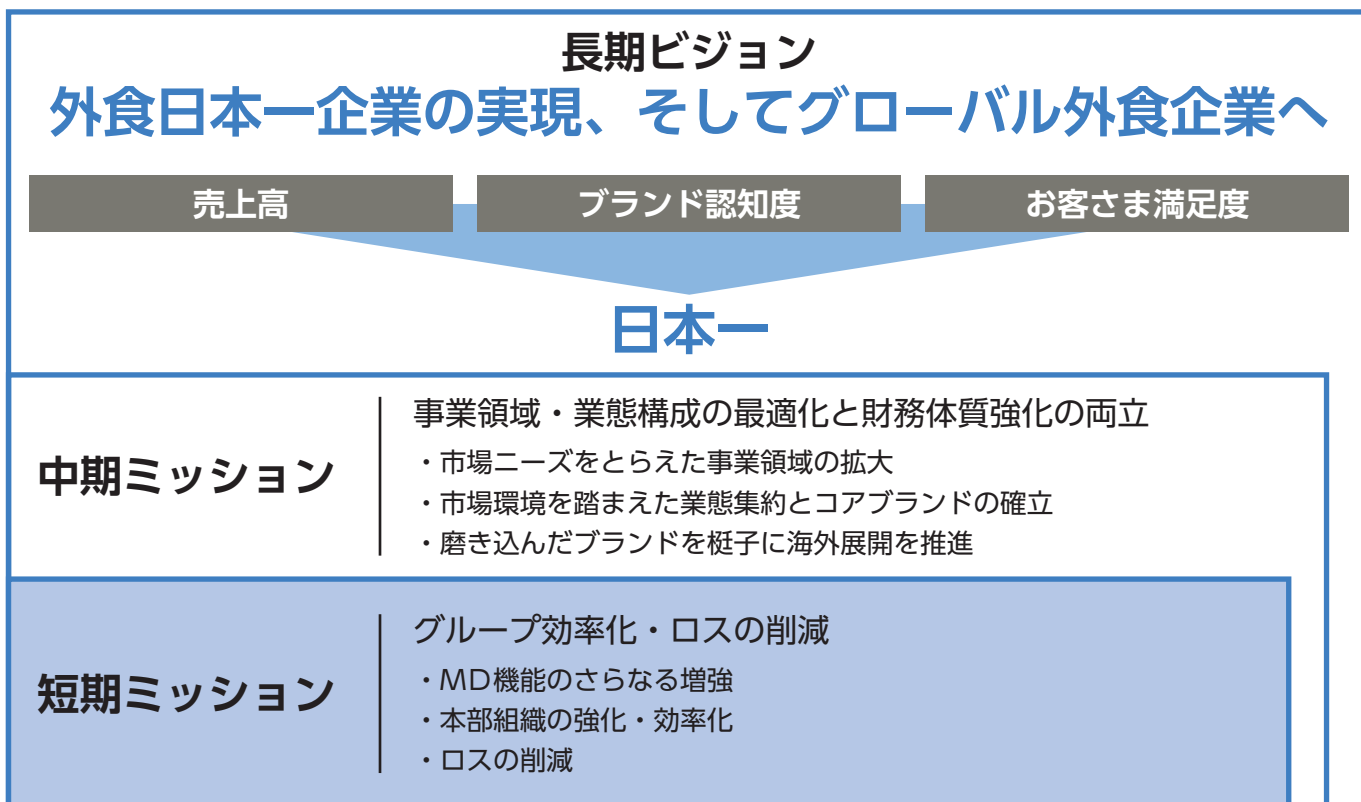 長期ビジョン
外食日本一企業の実現、そしてグローバル外食企業へ
売上高 ブランド認知度 お客さま満足度
日本一
中期ミッション
事業領域・業態構成の最適化と財務体質強化の両立
・市場ニーズをとらえた事業領域の拡大
・市場環境を踏まえた業態集約とコアブランドの確立
・磨き込んだブランドを梃子に海外展開を推進
短期ミッション
グループ効率化・ロスの削減
・MD機能のさらなる増強
・本部組織の強化・効率化
・ロスの削減